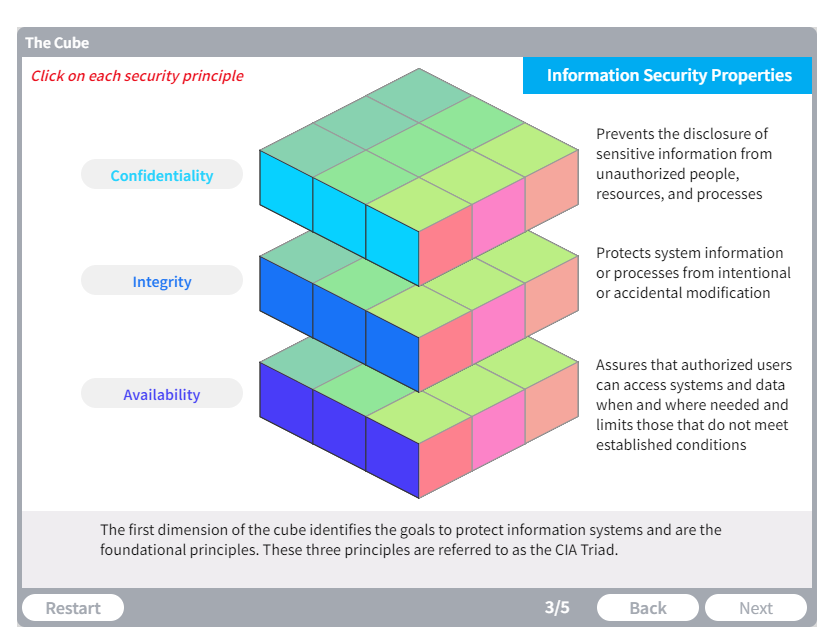 The Cube
Click on each security principle
Information Security Properties
Confidentiality
Prevents the disclosure of
sensitive information from
unauthorized people,
resources, and processes
Integrity
Protects system information
or processes from intentional
or accidental modification
Availability
Assures that authorized users
can access systems and data
when and where needed and
limits those that do not meet
established conditions
The first dimension of the cube identifies the goals to protect information systems and are the
foundational principles. These three principles are referred to as the CIA Triad.
Restart
3/5
Back
Next